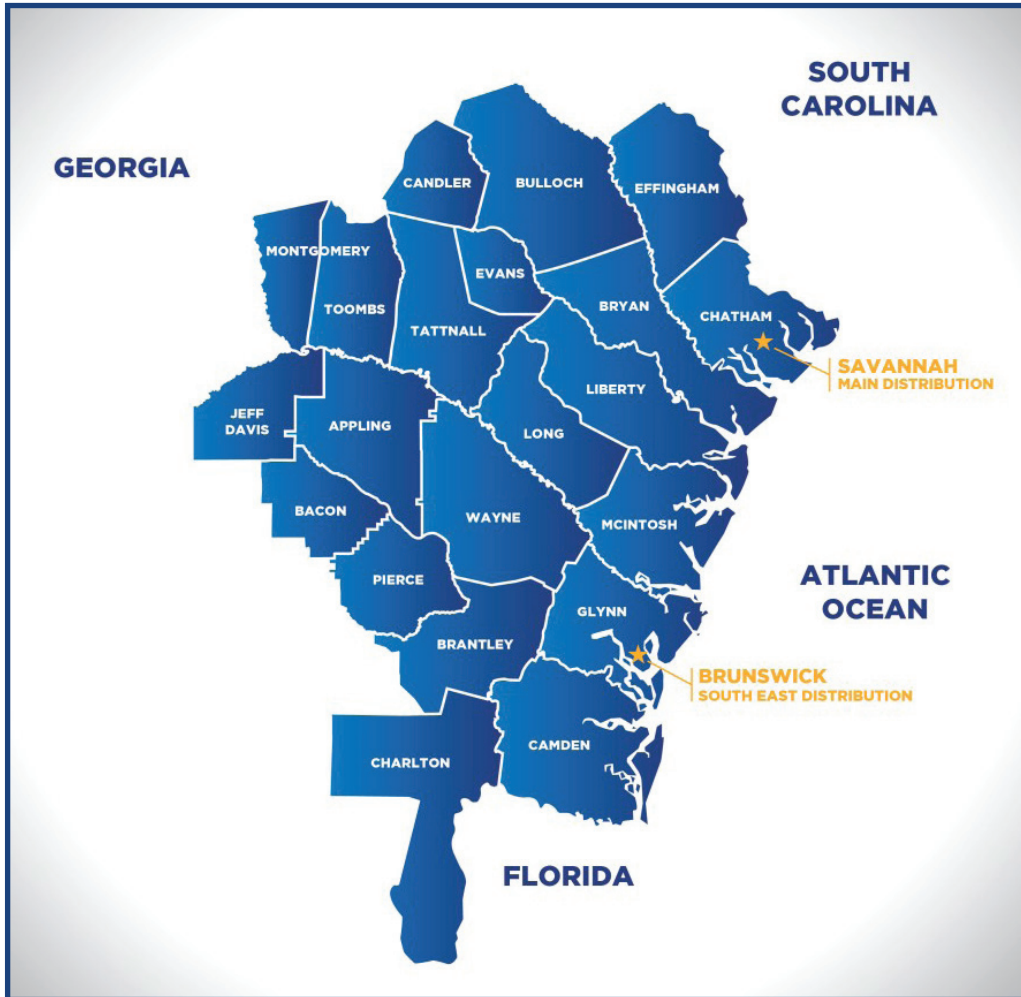 SOUTH
CAROLINA
GEORGIA
CANDLER
BULLOCH
EFFINGHAM
MONTGOMERY
EVANS
BRYAN
TOOMBS
TATTNALL
CHATHAM
SAVANNAH
MAIN DISTRIBUTION
LIBERTY
JEFF
DAVIS
APPLING
LONG
BACON
WAYNE
MCINTOSH
PIERCE
ATLANTIC
OCEAN
GLYNN
BRANTLEY
BRUNSWICK
SOUTH EAST DISTRIBUTION
CAMDEN
CHARLTON
FLORIDA